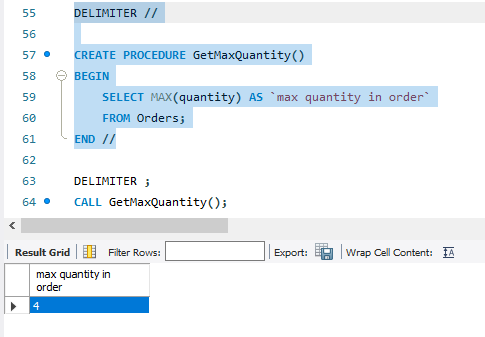 55 DELIMITER //
56
57 CREATE PROCEDURE GetMaxQuantity()
58 BEGIN
59 SELECT MAX(quantity) AS `max quantity in order`
60 FROM Orders;
61 END //
62
63 DELIMITER ;
64 CALL GetMaxQuantity();
Result Grid Filter Rows: Export: Wrap Cell Content: IA
max quantity in
order
4